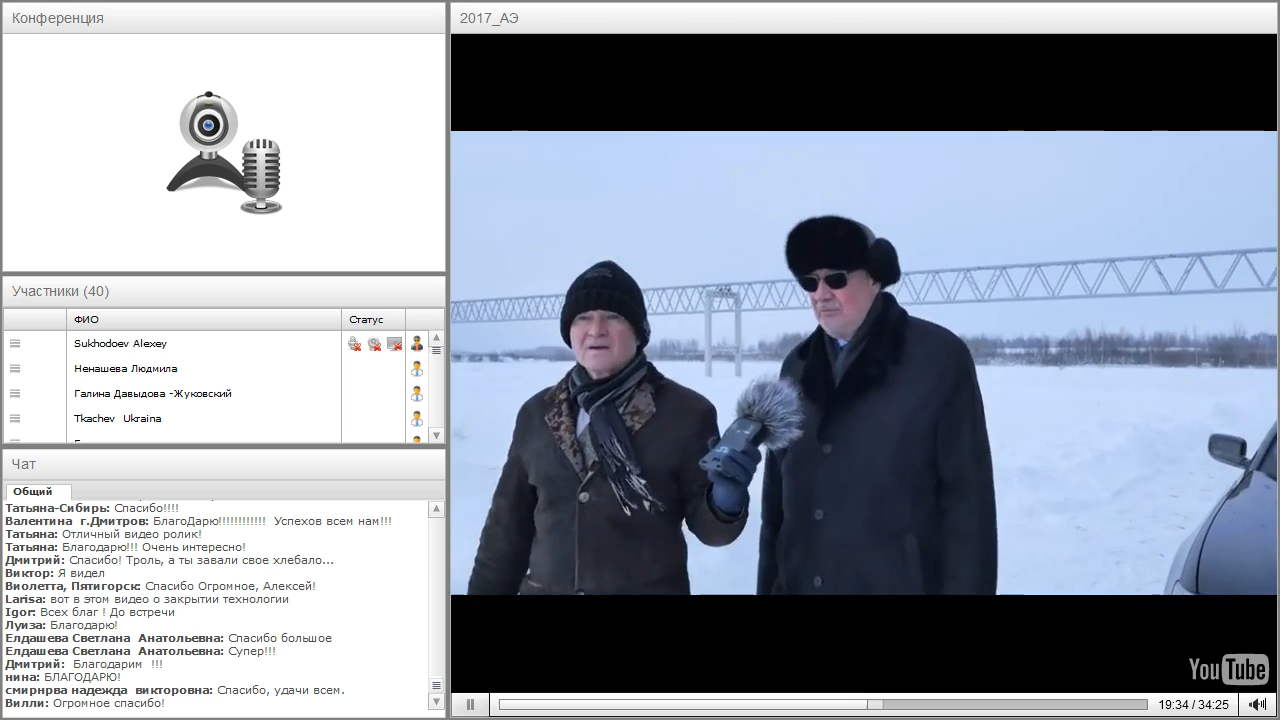 Конференция
2017_АЭ
Участники (40)
ФИО
Статус
Sukhodoev Alexey
Ненашева Людмила
Галина Давыдова -Жуковский
Tkachev Ukraina
Чат
Общий
Татьяна-Сибирь: Спасибо!!!!
Валентина г.Дмитров: БлагоДарю!!!!!!!!!!!! Успехов всем нам!!!
Татьяна: Отличный видео ролик!
Татьяна: Благодарю!!! Очень интересно!
Дмитрий: Спасибо! Троль, а ты завали свое хлебало...
Виктор: Я видел
Виолетта, Пятигорск: Спасибо Огромное, Алексей!
Larisa: вот в этом видео о закрытии технологии
Igor: Всех благ ! До встречи
Луиза: Благодарю!
Елдашева Светлана Анатольевна: Спасибо большое
Елдашева Светлана Анатольевна: Супер!!!
Дмитрий: Благодарим !!!
нина: БЛАГОДАРЮ!
смирнрва надежда викторовна: Спасибо, удачи всем.
Вилли: Огромное спасибо!
YouTube
19:34 / 34:25